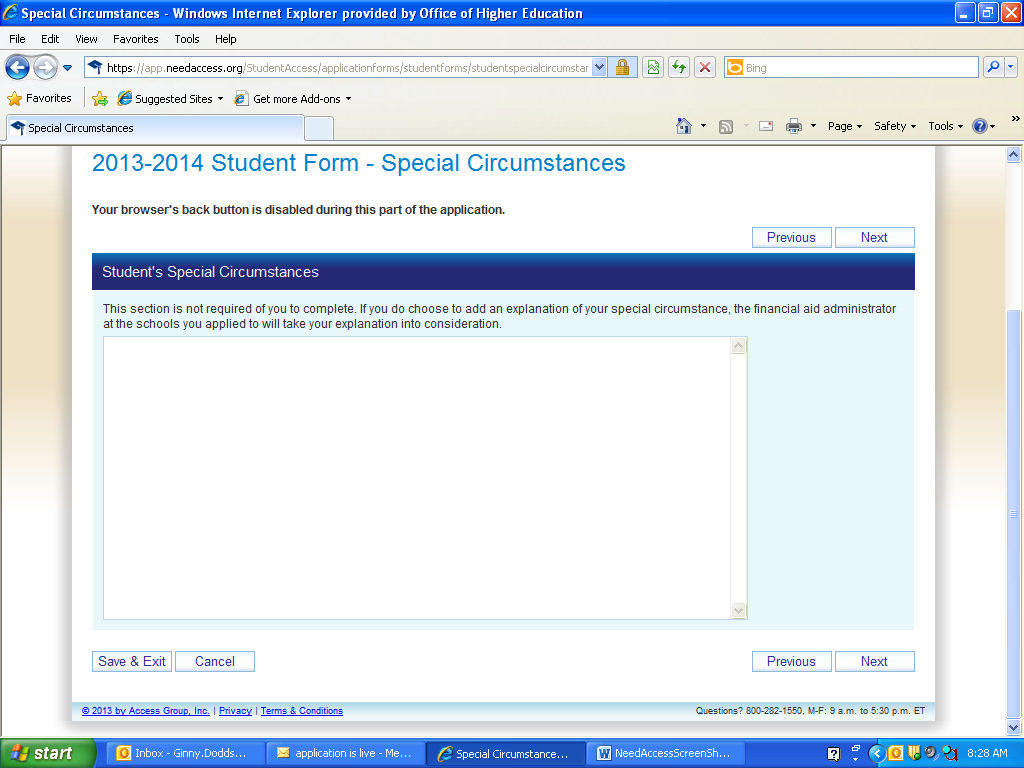 Special Circumstances - Windows Internet Explorer provided by Office of Higher Education
File Edit View Favorites Tools Help
https://app.needaccess.org/StudentAccess/applicationforms/studentforms/studentspecialcircumstar
Bing
Favorites Suggested Sites Get more Add-ons
Special Circumstances
Page Safety Tools
2013-2014 Student Form - Special Circumstances
Your browser's back button is disabled during this part of the application.
Previous Next
Student's Special Circumstances
This section is not required of you to complete. If you do choose to add an explanation of your special circumstance, the financial aid administrator
at the schools you applied to will take your explanation into consideration.
Save & Exit Cancel Previous Next
© 2013 by Access Group, Inc. | Privacy | Terms & Conditions Questions? 800-282-1550, M-F: 9 a.m. to 5:30 p.m. ET
start Inbox - Ginny.Dodds... application is live - Me... Special Circumstance... NeedAccessScreenSh... 8:28 AM